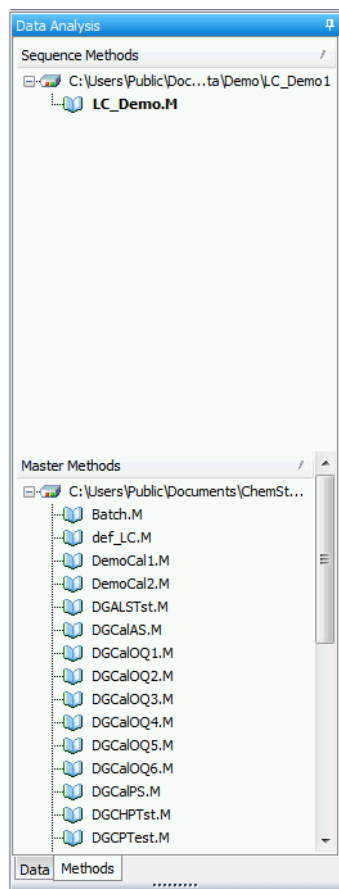 Data Analysis
Sequence Methods
C:\Users\Public\Doc...ta\Demo\LC_Demo1
LC_Demo.M
Master Methods
C:\Users\Public\Documents\ChemSt...
Batch.M
def_LC.M
DemoCal1.M
DemoCal2.M
DGALSTst.M
DGCalAS.M
DGCalOQ1.M
DGCalOQ2.M
DGCalOQ3.M
DGCalOQ4.M
DGCalOQ5.M
DGCalOQ6.M
DGCalPS.M
DGCHPTst.M
DGCPTest.M
Data Methods